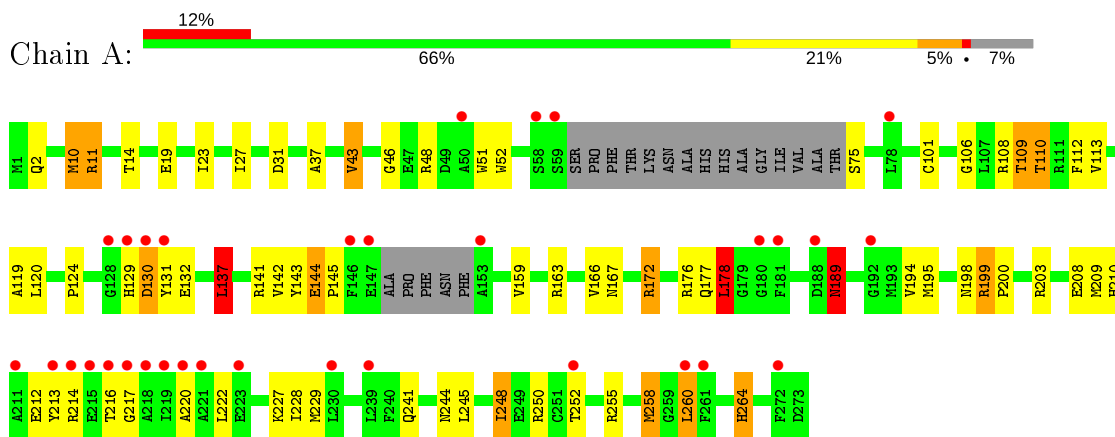 12%
Chain A:
66% 21% 5% • 7%
M1 Q2 M10 R11 T14 E19 I23 I27 D31 A37 V43 G46 E47 R48 D49 A50 W51 W52 S58 S59 SER PRO PHE THR LYS ASN ALA ALA HIS HIS ALA GLY ILE VAL ALA THR S75 L78 C101 G106 L107 R108 T109 T110 R111 F112 V113
A119 L120 P124 G128 H129 D130 Y131 E132 L137 R141 V142 Y143 E144 P145 F146 E147 ALA PRO PHE ASN PHE A153 V159 R163 V166 N167 R172 R176 Q177 L178 G179 G180 F181 D188 N189 G192 M193 V194 M195 N198 R199 P200 R203 E208 M209 H210
A211 E212 Y213 R214 E215 T216 G217 A218 I219 A220 A221 L222 E223 K227 I228 M229 L230 L239 F240 Q241 N244 L245 I248 E249 R250 C251 T252 R255 M258 G259 L260 F261 H264 F272 D273